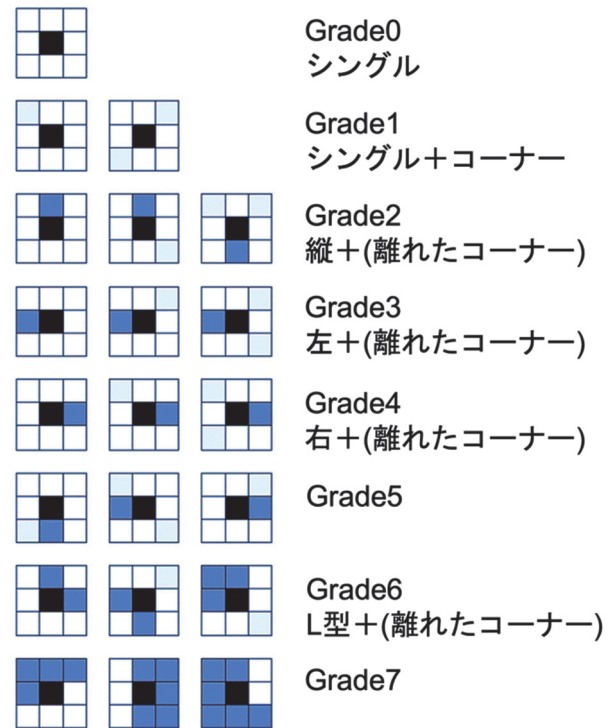 Grade0
シングル
Grade1
シングル＋コーナー
Grade2
縦＋(離れたコーナー)
Grade3
左＋(離れたコーナー)
Grade4
右＋(離れたコーナー)
Grade5
Grade6
L型＋(離れたコーナー)
Grade7